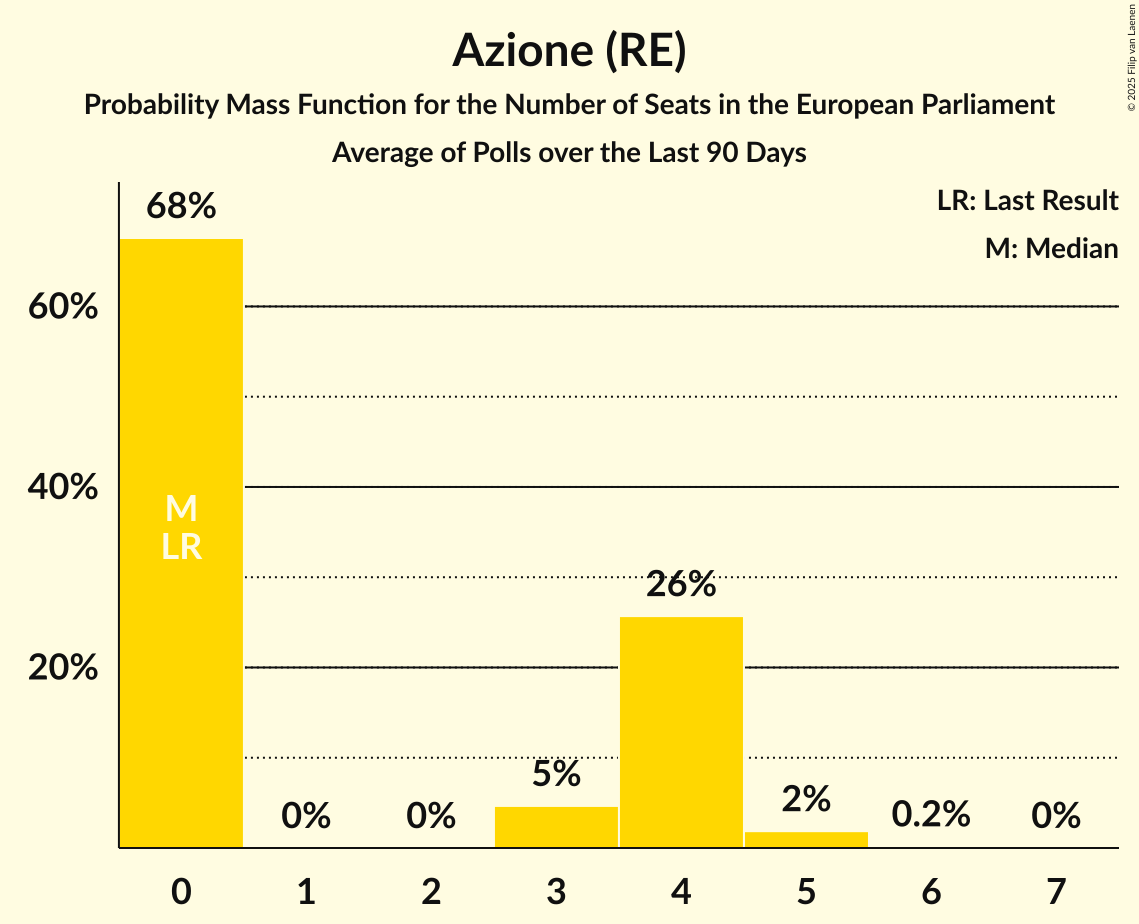 Azione (RE)
Probability Mass Function for the Number of Seats in the European Parliament
Average of Polls over the Last 90 Days
© 2025 Filip van Laenen
LR: Last Result
M: Median
68%
60%
40%
20%
M
LR
0%
0%
5%
26%
2%
0.2%
0%
0
1
2
3
4
5
6
7